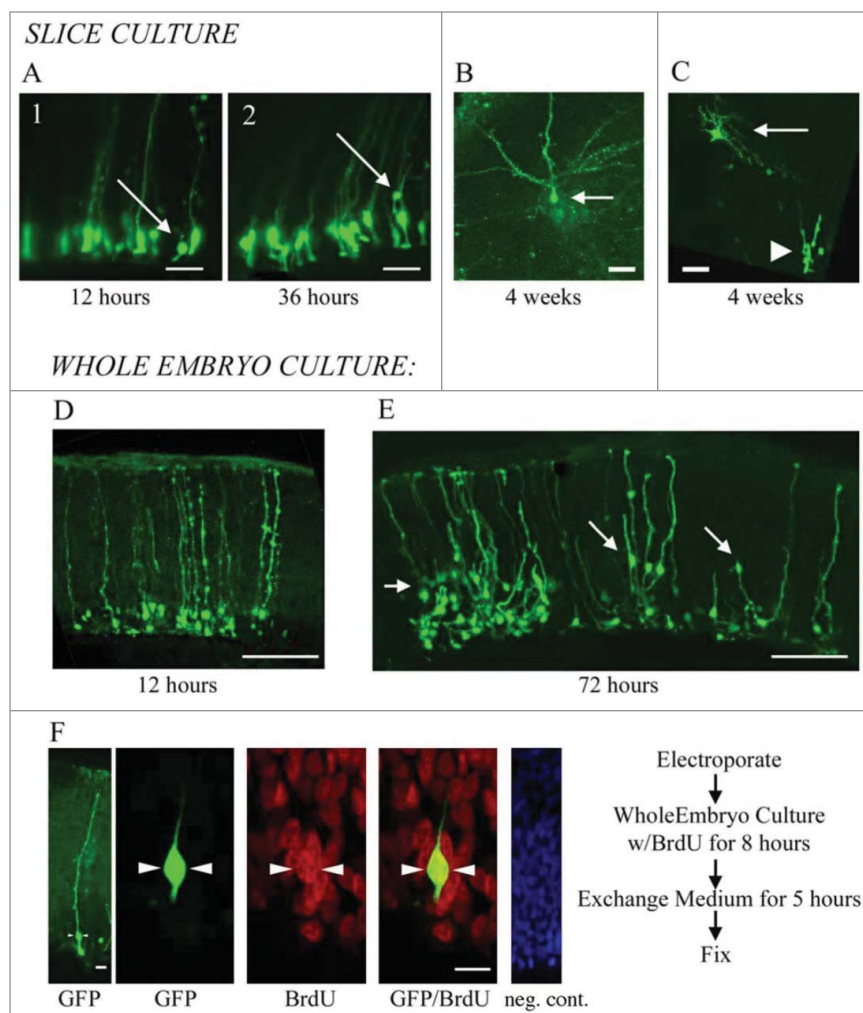 SLICE CULTURE
A
B
C
1
2
12 hours
36 hours
4 weeks
4 weeks
WHOLE EMBRYO CULTURE:
D
E
12 hours
72 hours
F
GFP
GFP
BrdU
GFP/BrdU
neg. cont.
Electroporate
WholeEmbryo Culture
w/BrdU for 8 hours
Exchange Medium for 5 hours
Fix